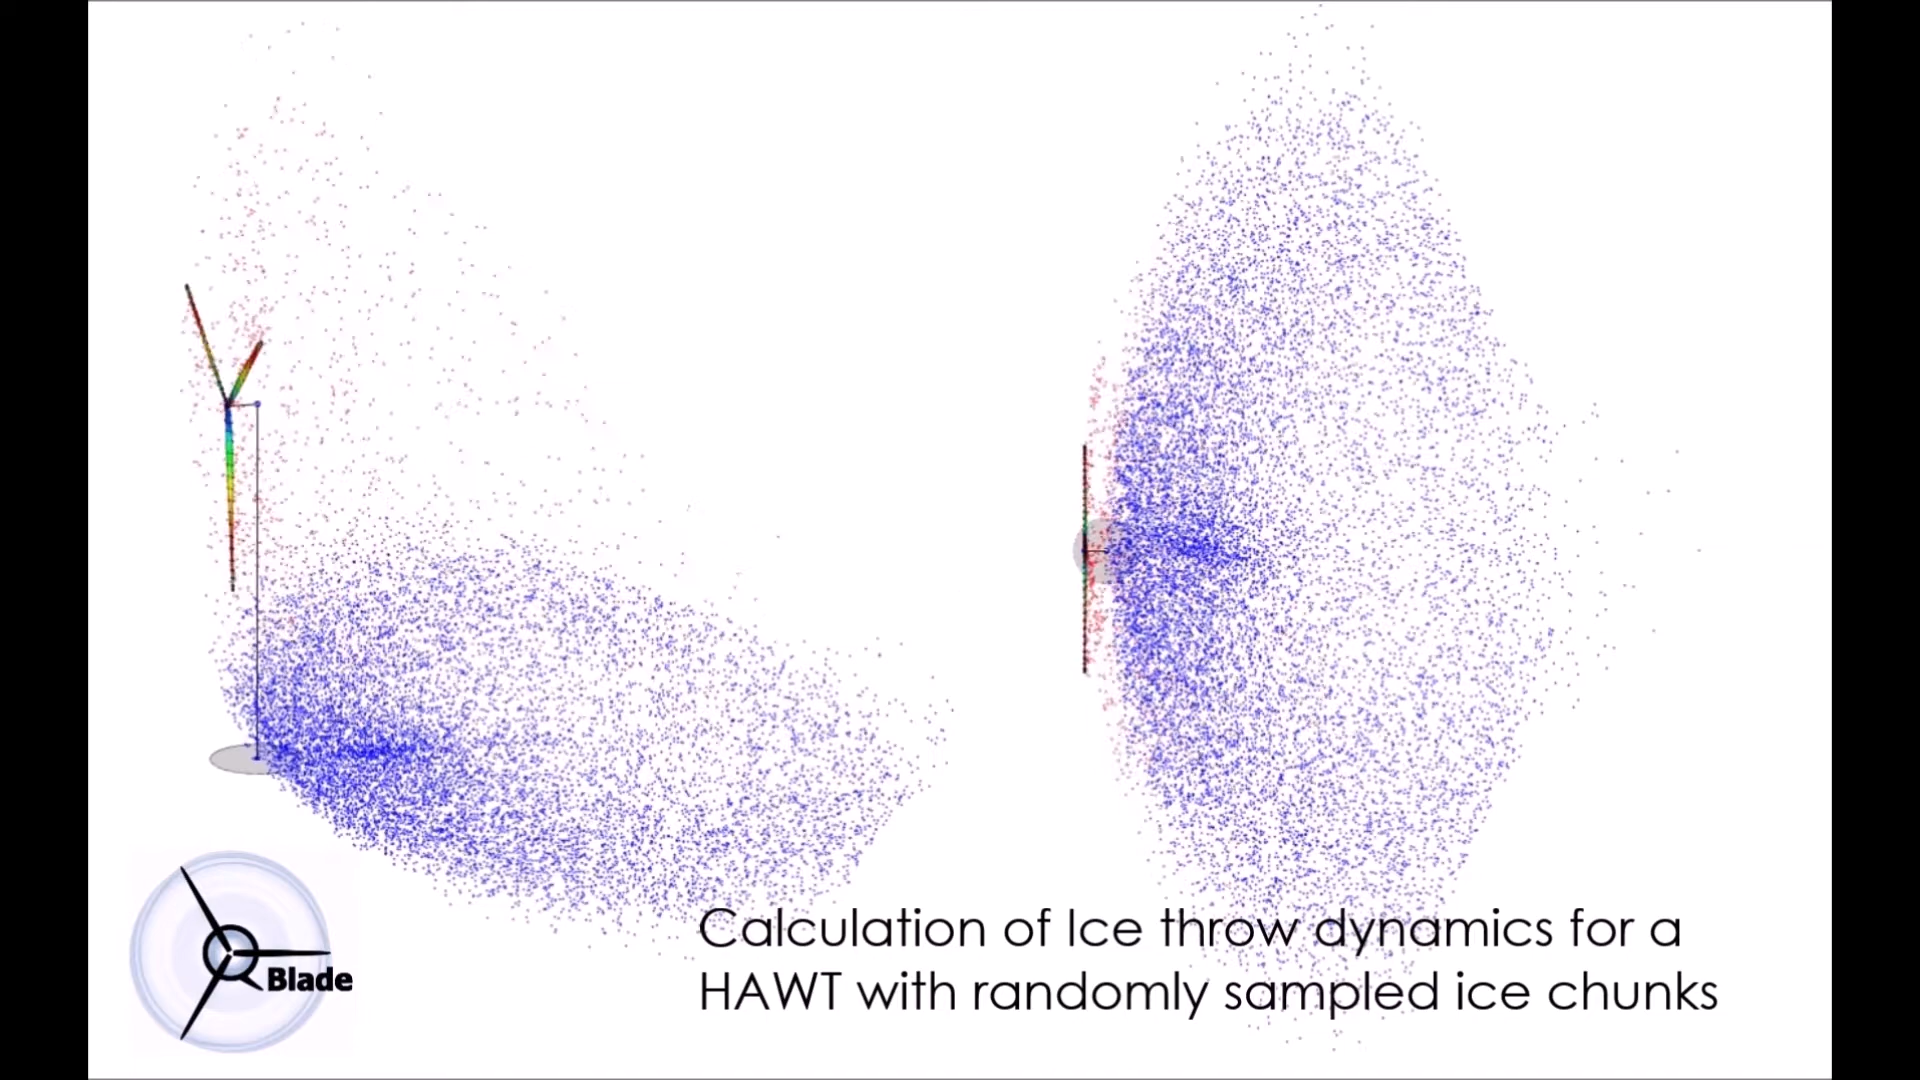 Blade
Calculation of Ice throw dynamics for a
HAWT with randomly sampled ice chunks